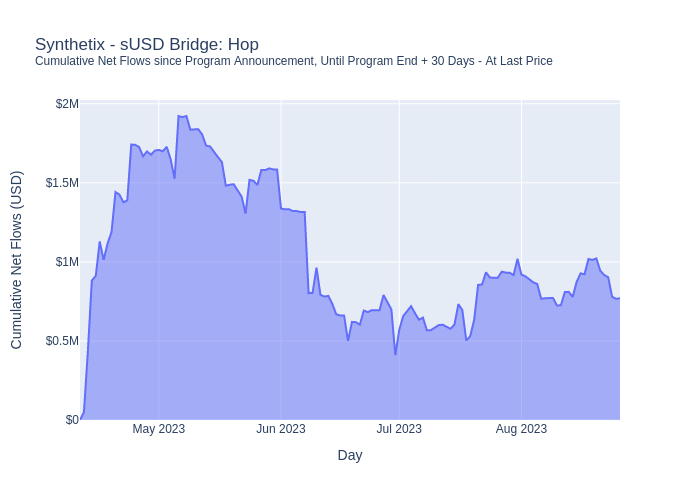 Synthetix - sUSD Bridge: Hop
Cumulative Net Flows since Program Announcement, Until Program End + 30 Days - At Last Price
Cumulative Net Flows (USD)
$2M
$1.5M
$1M
$0.5M
$0
May 2023
Jun 2023
Jul 2023
Aug 2023
Day